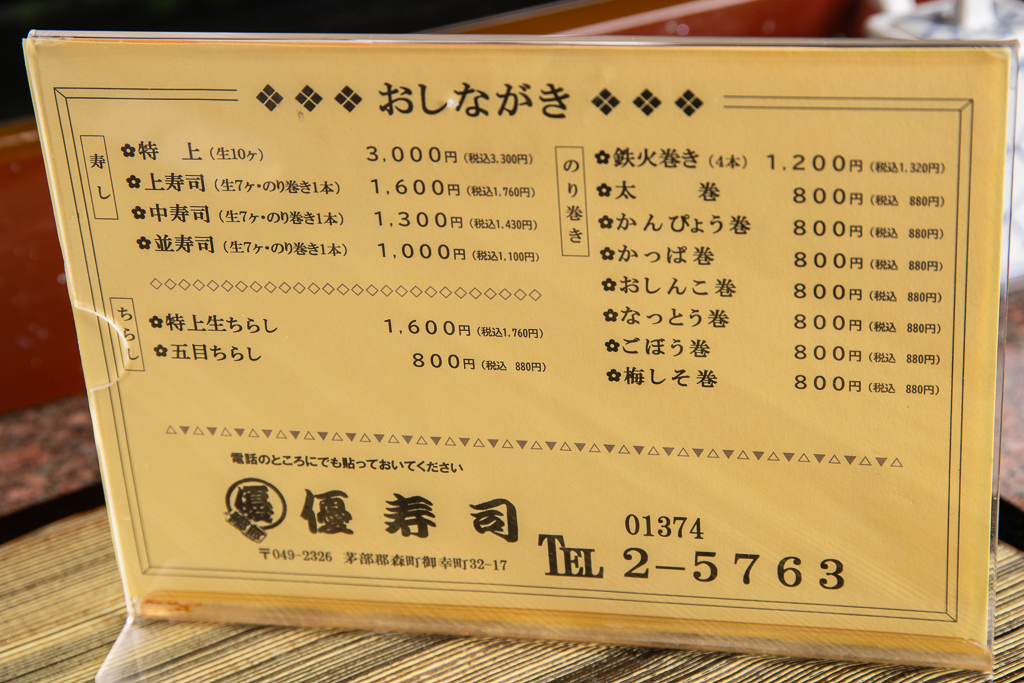 おしながき
寿し
特 上（生10ヶ） 3,000円（税込3,300円）
上寿司（生7ヶ・のり巻き1本） 1,600円（税込1,760円）
中寿司（生7ヶ・のり巻き1本） 1,300円（税込1,430円）
並寿司（生7ヶ・のり巻き1本） 1,000円（税込1,100円）
ちらし
特上生ちらし 1,600円（税込1,760円）
五目ちらし 800円（税込 880円）
のり巻き
鉄火巻き（4本） 1,200円（税込1,320円）
太 巻 800円（税込 880円）
かんぴょう巻 800円（税込 880円）
かっぱ巻 800円（税込 880円）
おしんこ巻 800円（税込 880円）
なっとう巻 800円（税込 880円）
ごぼう巻 800円（税込 880円）
梅しそ巻 800円（税込 880円）
電話のところにでも貼っておいてください
優 優寿司
〒049-2326 茅部郡森町御幸町32-17
01374
TEL 2-5763